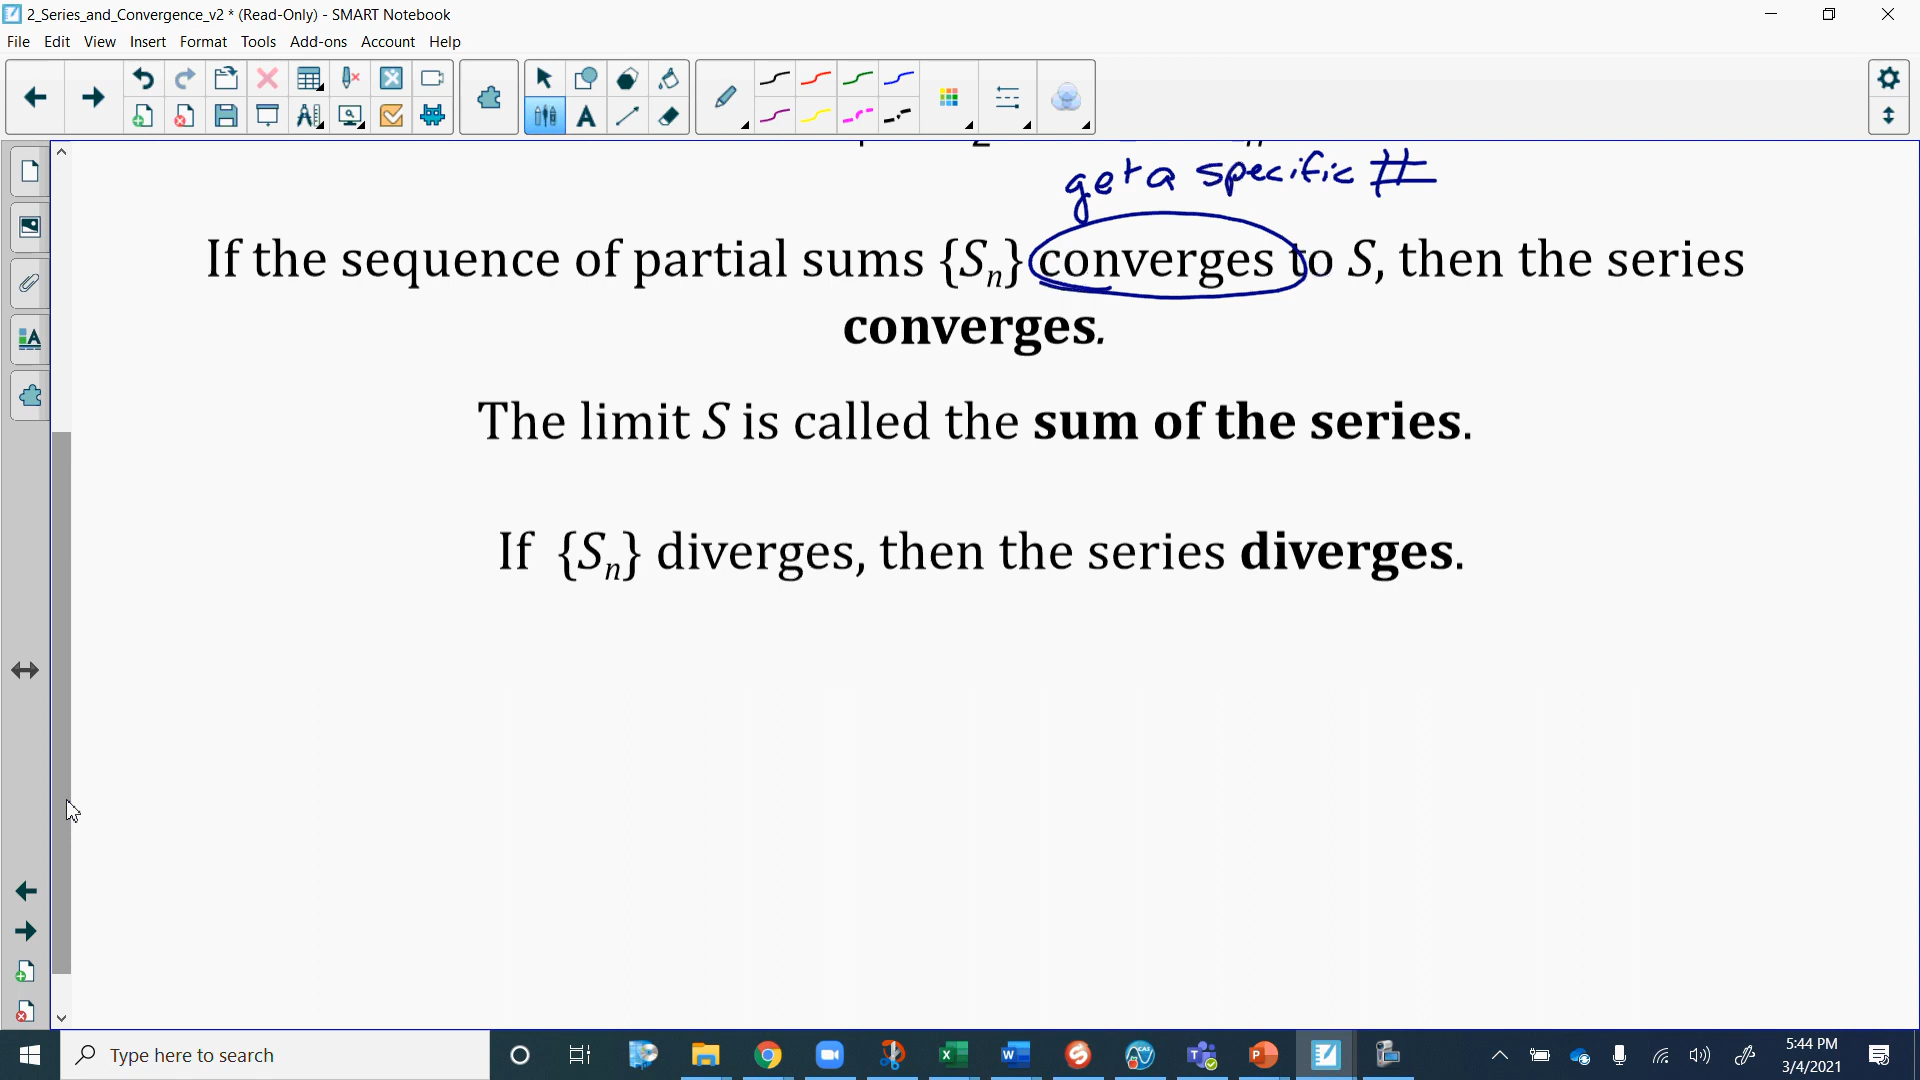 2_Series_and_Convergence_v2 * (Read-Only) - SMART Notebook
File Edit View Insert Format Tools Add-ons Account Help
get a specific #
If the sequence of partial sums {Sₙ} converges to S, then the series
converges.
The limit S is called the sum of the series.
If {Sₙ} diverges, then the series diverges.
Type here to search
5:44 PM
3/4/2021